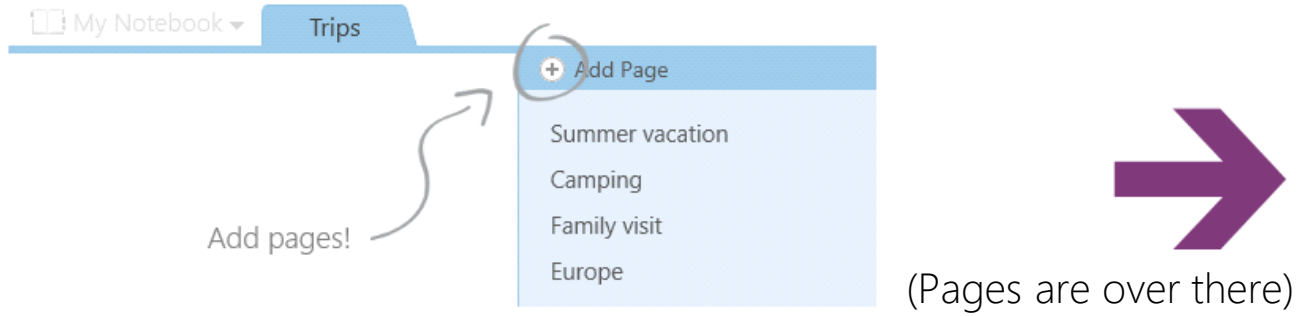 My Notebook
Trips
Add Page
Summer vacation
Camping
Family visit
Europe
Add pages!
(Pages are over there)